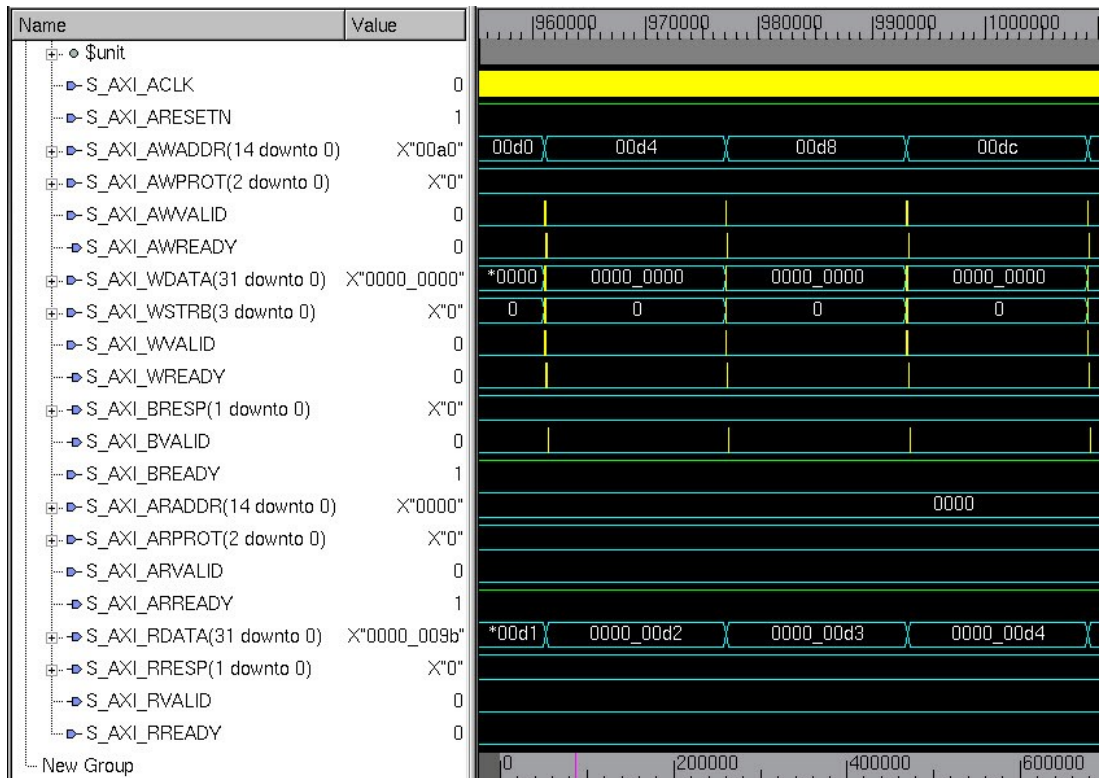 Name Value 960000 970000 980000 990000 1000000
$unit
S_AXI_ACLK 0
S_AXI_ARESETN 1
S_AXI_AWADDR(14 downto 0) X"00a0" 00d0 00d4 00d8 00dc
S_AXI_AWPROT(2 downto 0) X"0"
S_AXI_AWVALID 0
S_AXI_AWREADY 0
S_AXI_WDATA(31 downto 0) X"0000_0000" *0000 0000_0000 0000_0000 0000_0000
S_AXI_WSTRB(3 downto 0) X"0" 0 0 0 0
S_AXI_WVALID 0
S_AXI_WREADY 0
S_AXI_BRESP(1 downto 0) X"0"
S_AXI_BVALID 0
S_AXI_BREADY 1
S_AXI_ARADDR(14 downto 0) X"0000" 0000
S_AXI_ARPROT(2 downto 0) X"0"
S_AXI_ARVALID 0
S_AXI_ARREADY 1
S_AXI_RDATA(31 downto 0) X"0000_009b" *00d1 0000_00d2 0000_00d3 0000_00d4
S_AXI_RRESP(1 downto 0) X"0"
S_AXI_RVALID 0
S_AXI_RREADY 0
New Group 0 200000 400000 600000